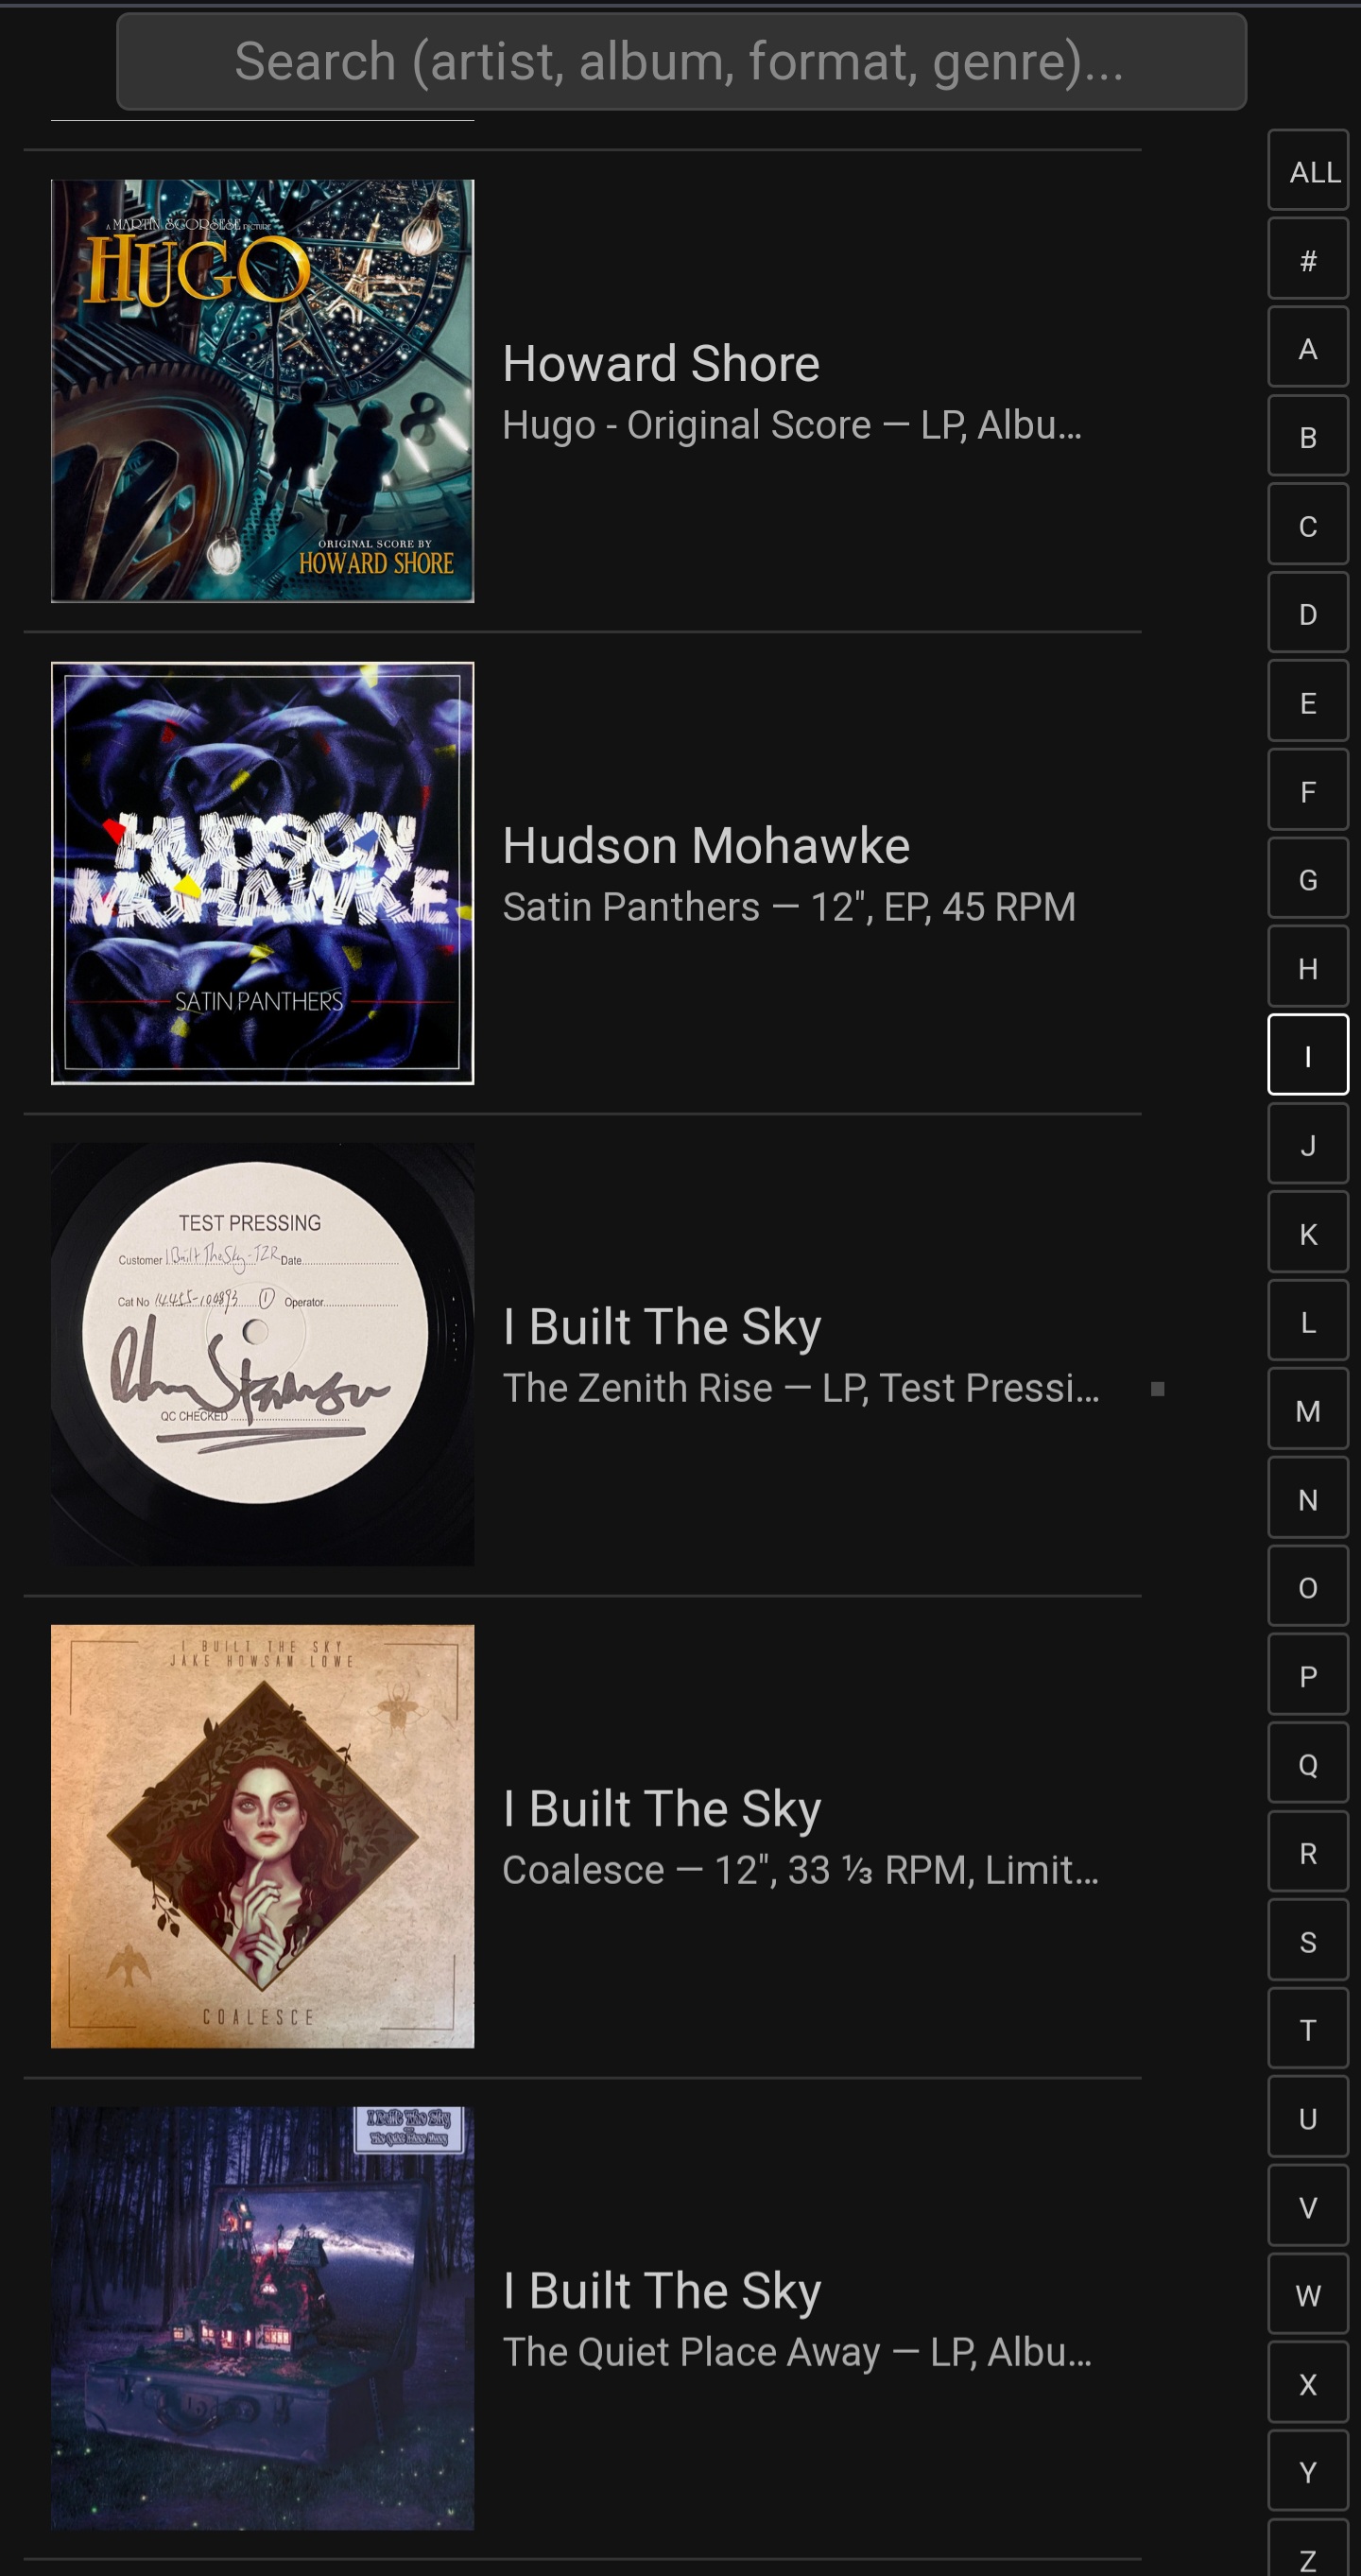 Search (artist, album, format, genre)...
ALL
#
A
B
C
D
E
F
G
H
I
J
K
L
M
N
O
P
Q
R
S
T
U
V
W
X
Y
Z
A MARTIN SCORSESE PICTURE
HUGO
ORIGINAL SCORE BY
HOWARD SHORE
Howard Shore
Hugo - Original Score — LP, Albu...
HUDSON
MOHAWKE
SATIN PANTHERS
Hudson Mohawke
Satin Panthers — 12", EP, 45 RPM
TEST PRESSING
Customer I Built The Sky - TZR Date
Cat No 14455-104893 1 Operator
QC CHECKED
I Built The Sky
The Zenith Rise — LP, Test Pressi...
I BUILT THE SKY
JAKE HOWSAM LOWE
COALESCE
I Built The Sky
Coalesce — 12", 33 ⅓ RPM, Limit...
I Built The Sky
The Quiet Place Away
I Built The Sky
The Quiet Place Away — LP, Albu...